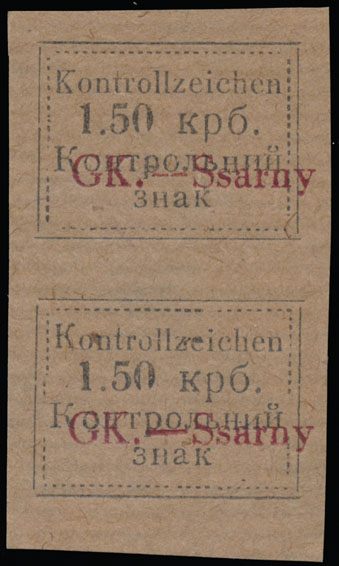 Kontrollzeichen
1.50 крб.
Контрольний
GK.—Ssarny
знак
Kontrollzeichen
1.50 крб.
Контрольний
GK.—Ssarny
знак